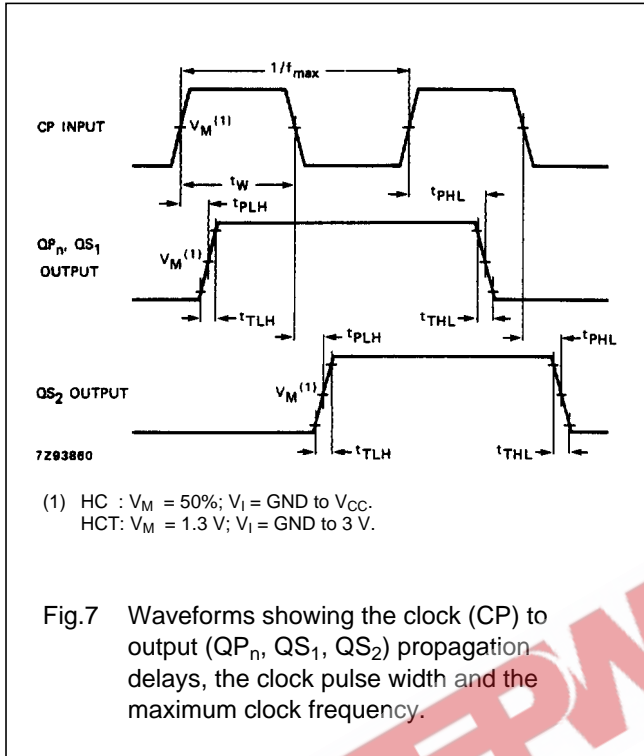 1/fmax
CP INPUT
VM(1)
tW
tPHL
tPLH
QPn, QS1
OUTPUT
VM(1)
tTLH
tTHL
tPLH
tPHL
QS2 OUTPUT
VM(1)
tTLH
tTHL
7Z93860
(1) HC : VM = 50%; VI = GND to VCC.
HCT: VM = 1.3 V; VI = GND to 3 V.
Fig.7 Waveforms showing the clock (CP) to
output (QPn, QS1, QS2) propagation
delays, the clock pulse width and the
maximum clock frequency.